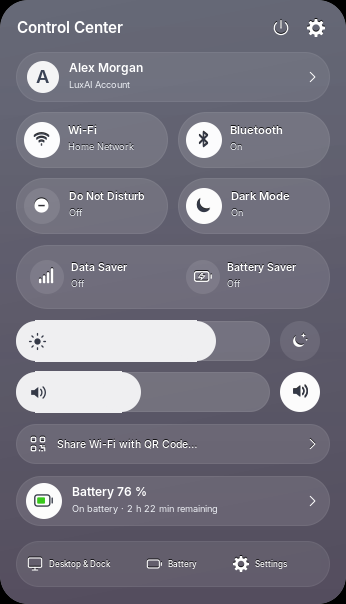 Control Center
A
Alex Morgan
LuxAI Account
Wi-Fi
Home Network
Bluetooth
On
Do Not Disturb
Off
Dark Mode
On
Data Saver
Off
Battery Saver
Off
Share Wi-Fi with QR Code...
Battery 76 %
On battery · 2 h 22 min remaining
Desktop & Dock
Battery
Settings